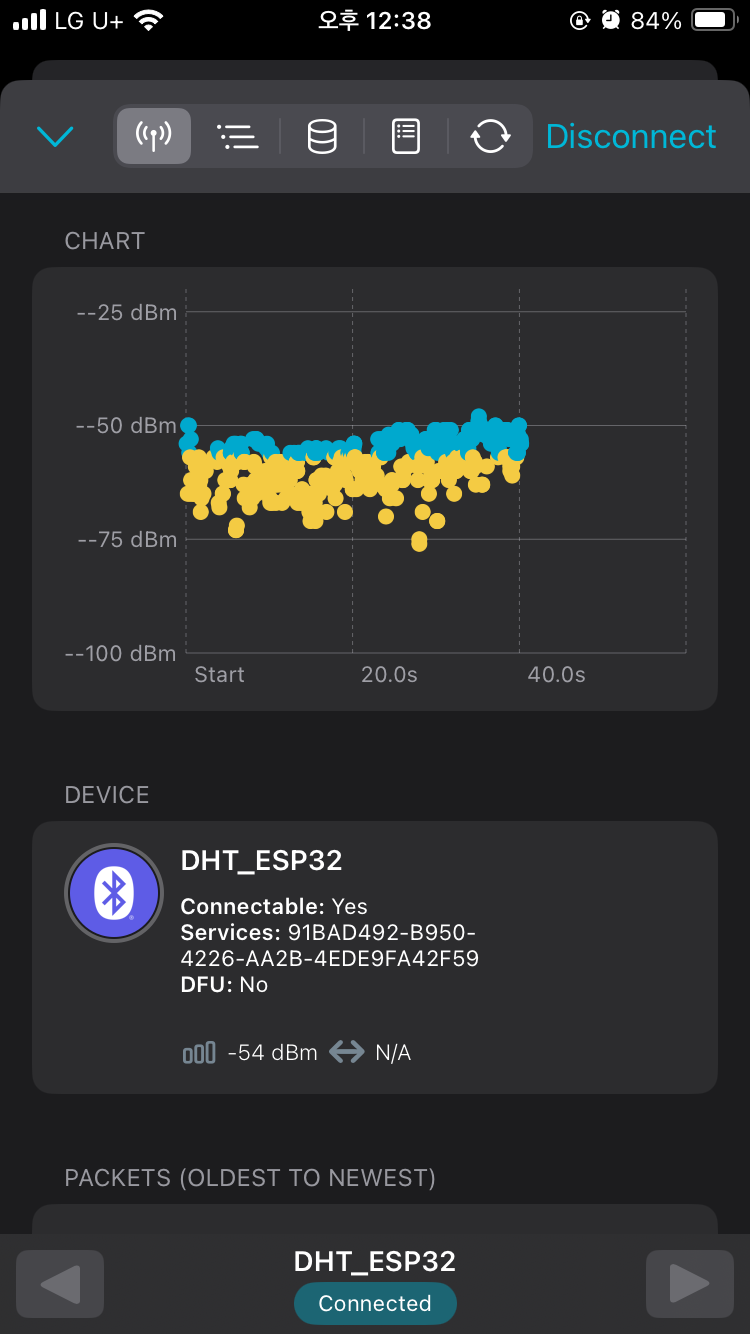 LG U+ 오후 12:38 84%
Disconnect
CHART
--25 dBm
--50 dBm
--75 dBm
--100 dBm
Start 20.0s 40.0s
DEVICE
DHT_ESP32
Connectable: Yes
Services: 91BAD492-B950-
4226-AA2B-4EDE9FA42F59
DFU: No
-54 dBm N/A
PACKETS (OLDEST TO NEWEST)
DHT_ESP32
Connected